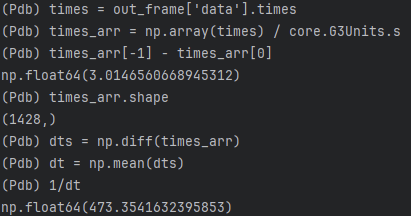 (Pdb) times = out_frame['data'].times
(Pdb) times_arr = np.array(times) / core.G3Units.s
(Pdb) times_arr[-1] - times_arr[0]
np.float64(3.0146560668945312)
(Pdb) times_arr.shape
(1428,)
(Pdb) dts = np.diff(times_arr)
(Pdb) dt = np.mean(dts)
(Pdb) 1/dt
np.float64(473.3541632395853)